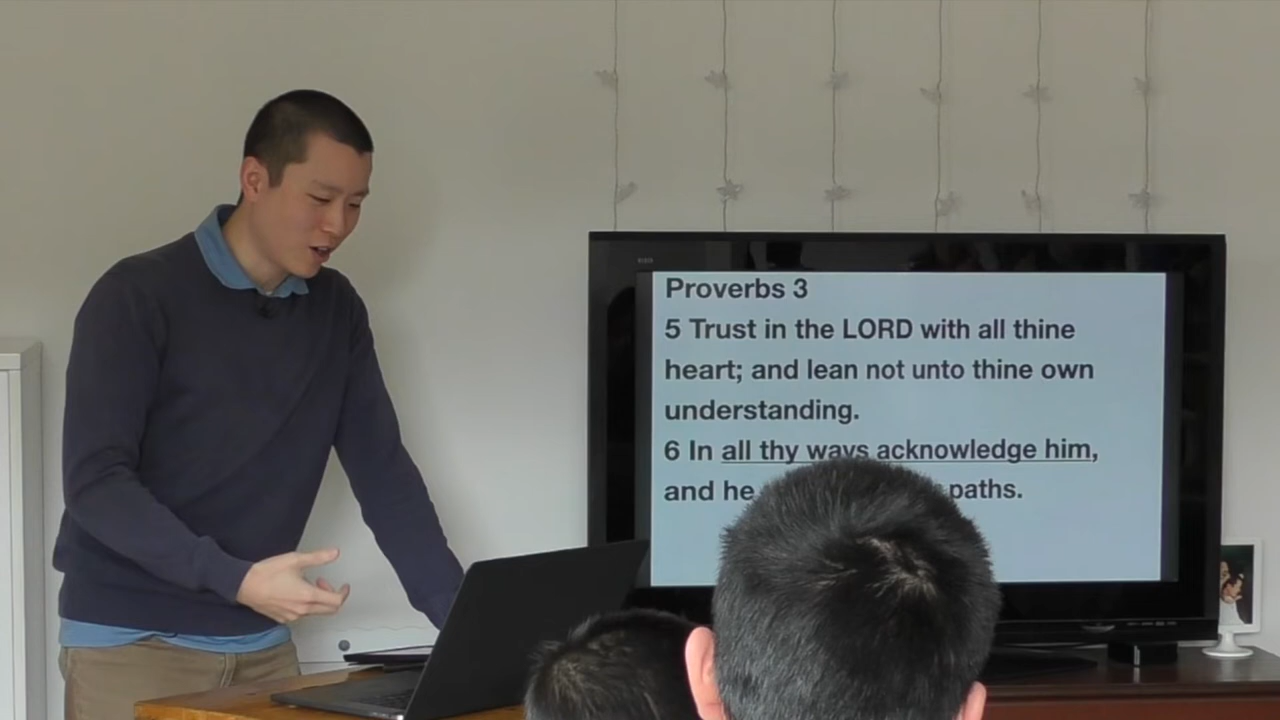 VIZIO
Proverbs 3
5 Trust in the LORD with all thine
heart; and lean not unto thine own
understanding.
6 In all thy ways acknowledge him,
and he paths.